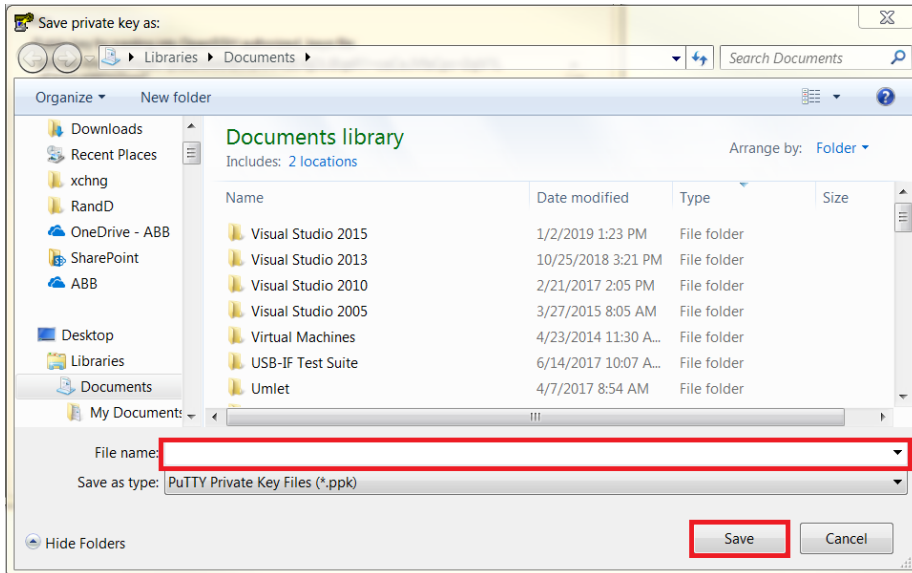 Save private key as:
Libraries Documents
Search Documents
Organize New folder
Downloads
Recent Places
xchng
RandD
OneDrive - ABB
SharePoint
ABB
Desktop
Libraries
Documents
My Documents
Documents library
Includes: 2 locations
Arrange by: Folder
Name Date modified Type Size
Visual Studio 2015 1/2/2019 1:23 PM File folder
Visual Studio 2013 10/25/2018 3:21 PM File folder
Visual Studio 2010 2/21/2017 2:05 PM File folder
Visual Studio 2005 3/27/2015 8:05 AM File folder
Virtual Machines 4/23/2014 11:30 A... File folder
USB-IF Test Suite 6/14/2017 10:07 A... File folder
Umlet 4/7/2017 8:54 AM File folder
File name:
Save as type: PuTTY Private Key Files (*.ppk)
Hide Folders
Save Cancel